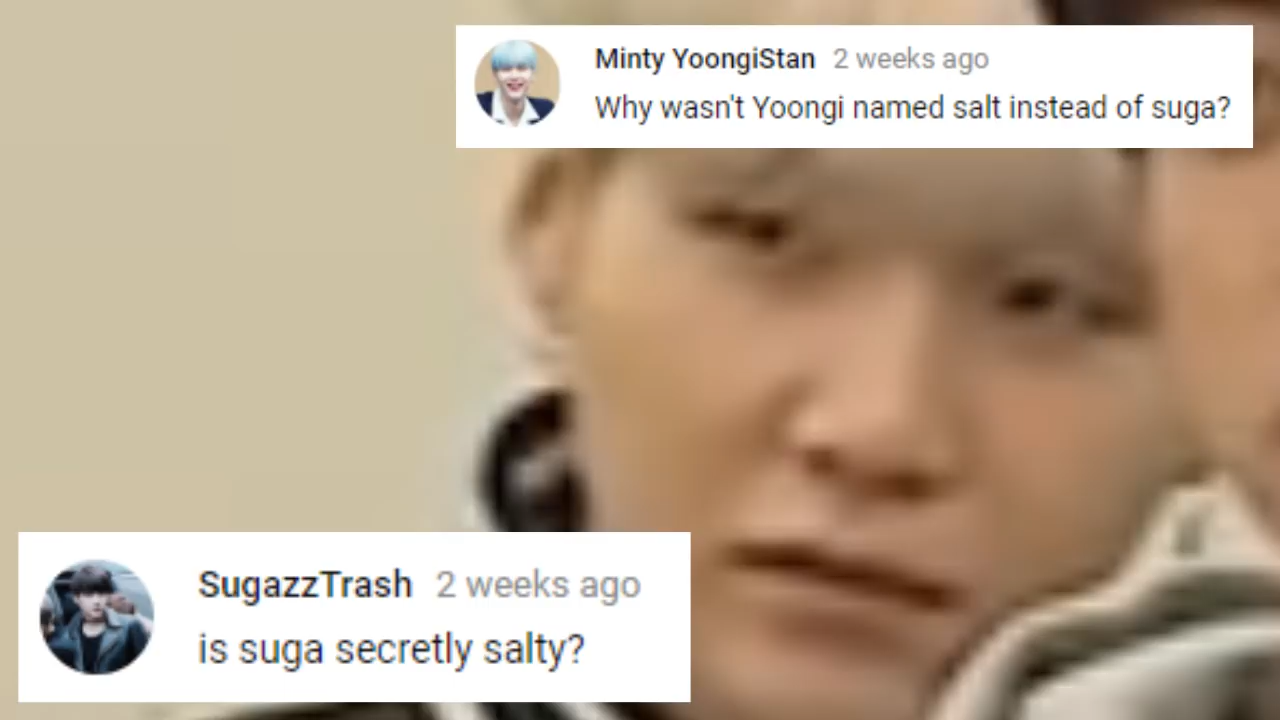 Minty YoongiStan 2 weeks ago
Why wasn't Yoongi named salt instead of suga?
SugazzTrash 2 weeks ago
is suga secretly salty?